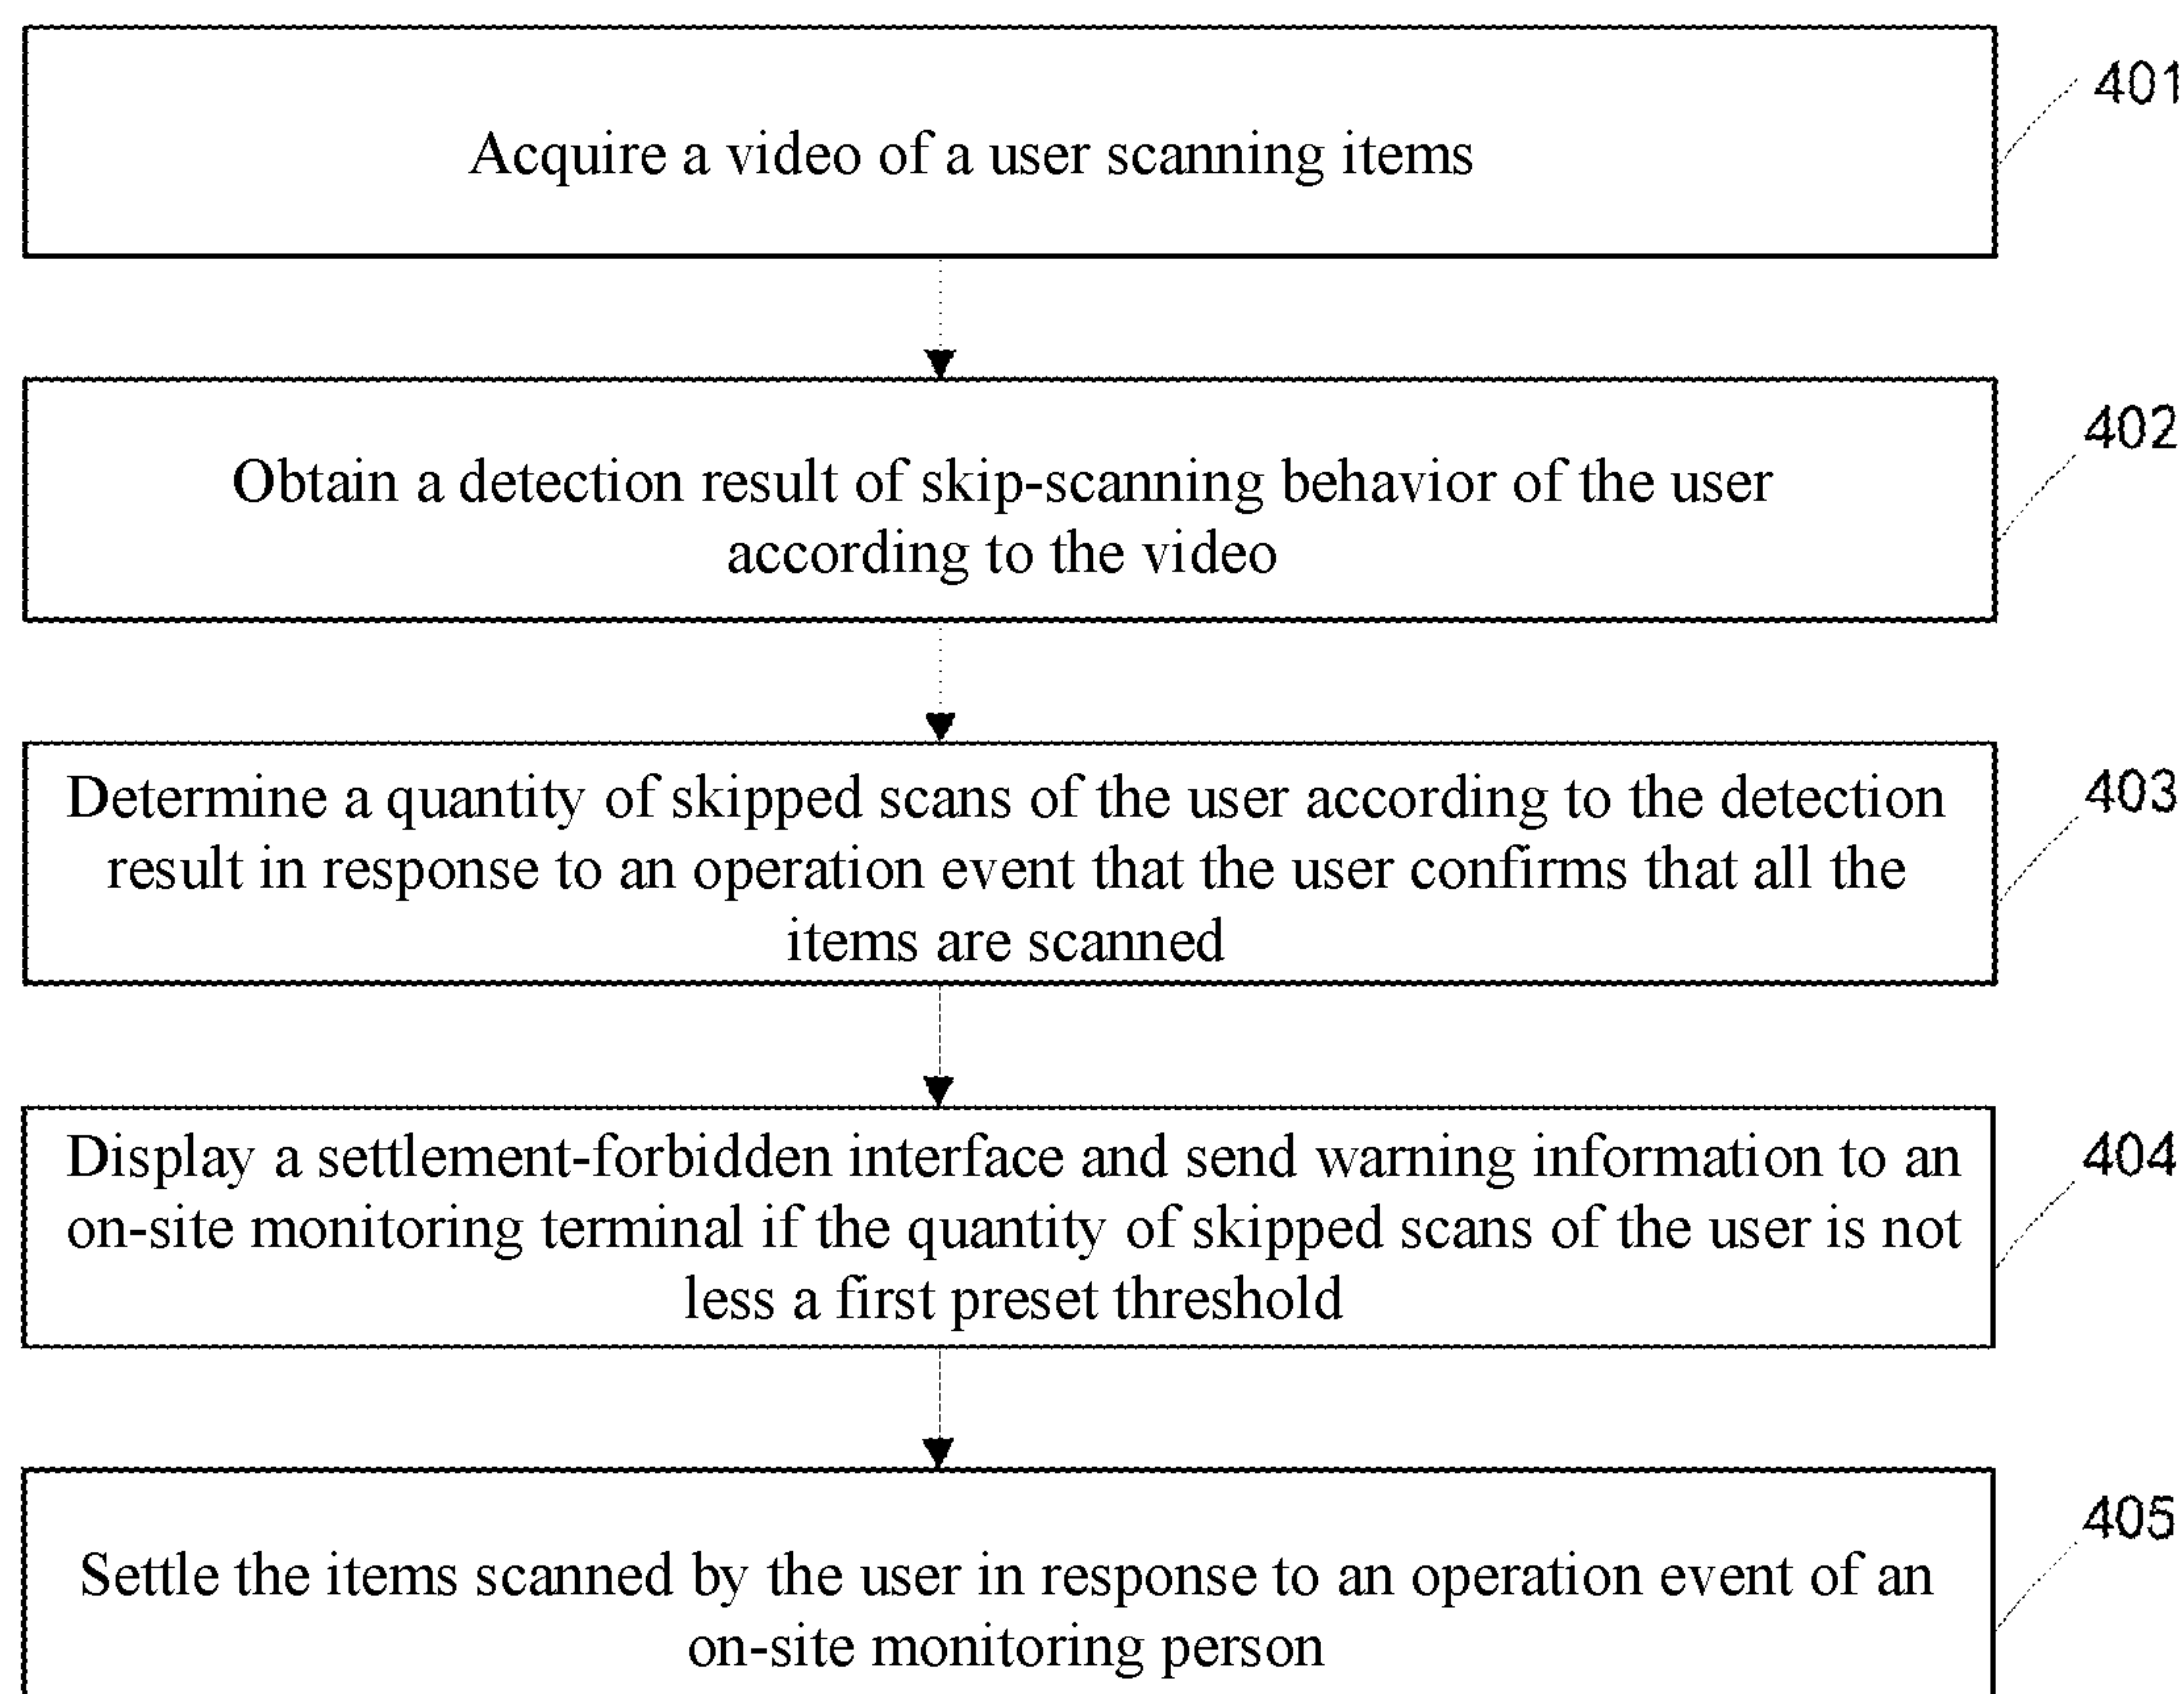 401
Acquire a video of a user scanning items
402
Obtain a detection result of skip-scanning behavior of the user
according to the video
403
Determine a quantity of skipped scans of the user according to the detection
result in response to an operation event that the user confirms that all the
items are scanned
404
Display a settlement-forbidden interface and send warning information to an
on-site monitoring terminal if the quantity of skipped scans of the user is not
less a first preset threshold
405
Settle the items scanned by the user in response to an operation event of an
on-site monitoring person